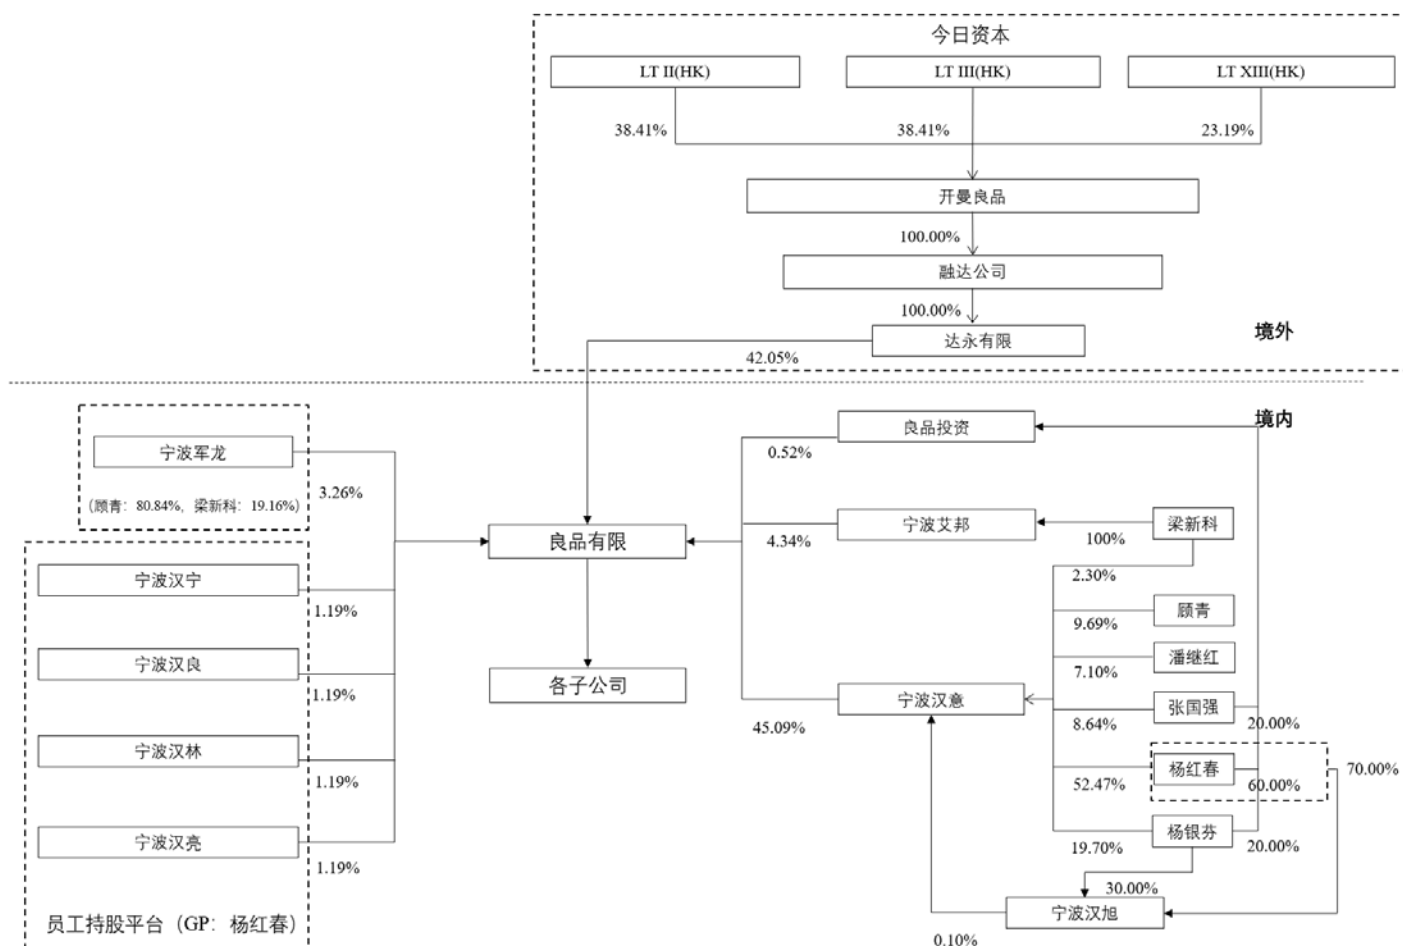 今日资本
LT II(HK)
LT III(HK)
LT XIII(HK)
38.41%
38.41%
23.19%
开曼良品
100.00%
融达公司
100.00%
达永有限
境外
42.05%
境内
宁波军龙
(顾青：80.84%，梁新科：19.16%)
3.26%
良品投资
0.52%
宁波艾邦
4.34%
梁新科
100%
2.30%
良品有限
宁波汉宁
1.19%
顾青
9.69%
宁波汉良
1.19%
潘继红
7.10%
各子公司
宁波汉意
45.09%
张国强
8.64%
20.00%
宁波汉林
1.19%
杨红春
52.47%
60.00%
70.00%
宁波汉亮
1.19%
杨银芬
19.70%
20.00%
30.00%
宁波汉旭
0.10%
员工持股平台（GP：杨红春）